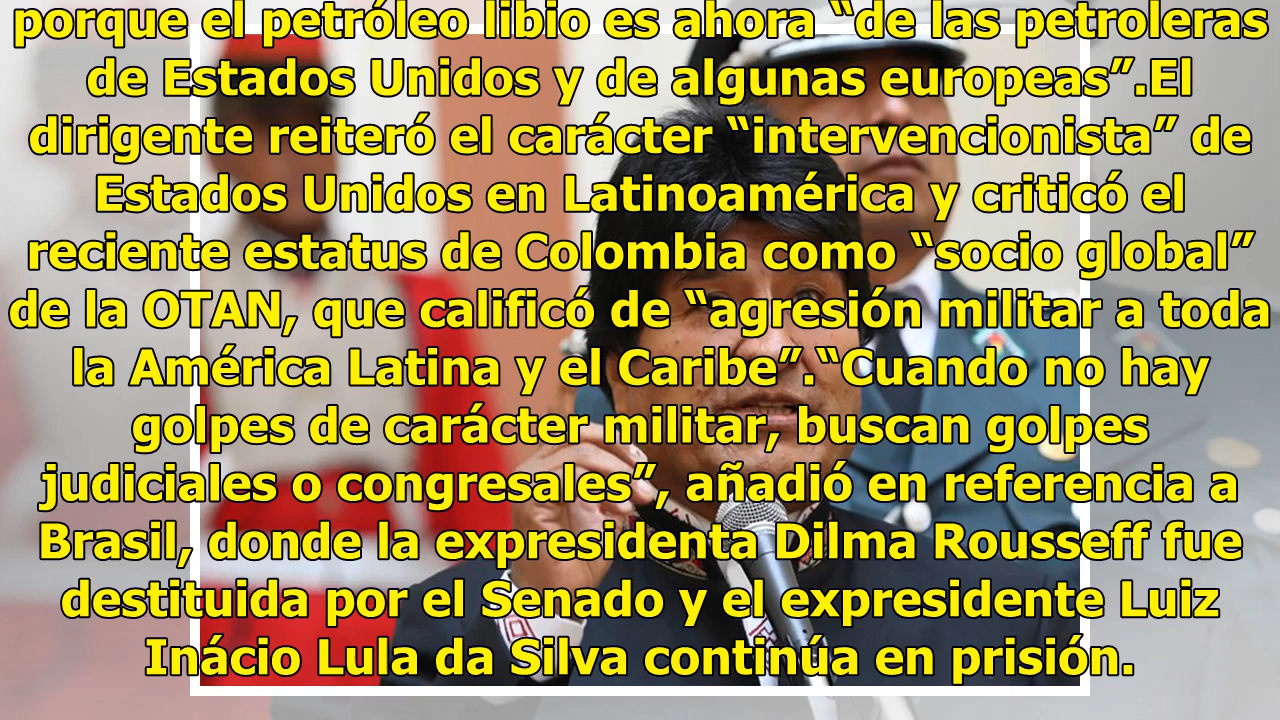 porque el petróleo libio es ahora “de las petroleras
de Estados Unidos y de algunas europeas”.El
dirigente reiteró el carácter “intervencionista” de
Estados Unidos en Latinoamérica y criticó el
reciente estatus de Colombia como “socio global”
de la OTAN, que calificó de “agresión militar a toda
la América Latina y el Caribe”.“Cuando no hay
golpes de carácter militar, buscan golpes
judiciales o congresales”, añadió en referencia a
Brasil, donde la expresidenta Dilma Rousseff fue
destituida por el Senado y el expresidente Luiz
Inácio Lula da Silva continúa en prisión.